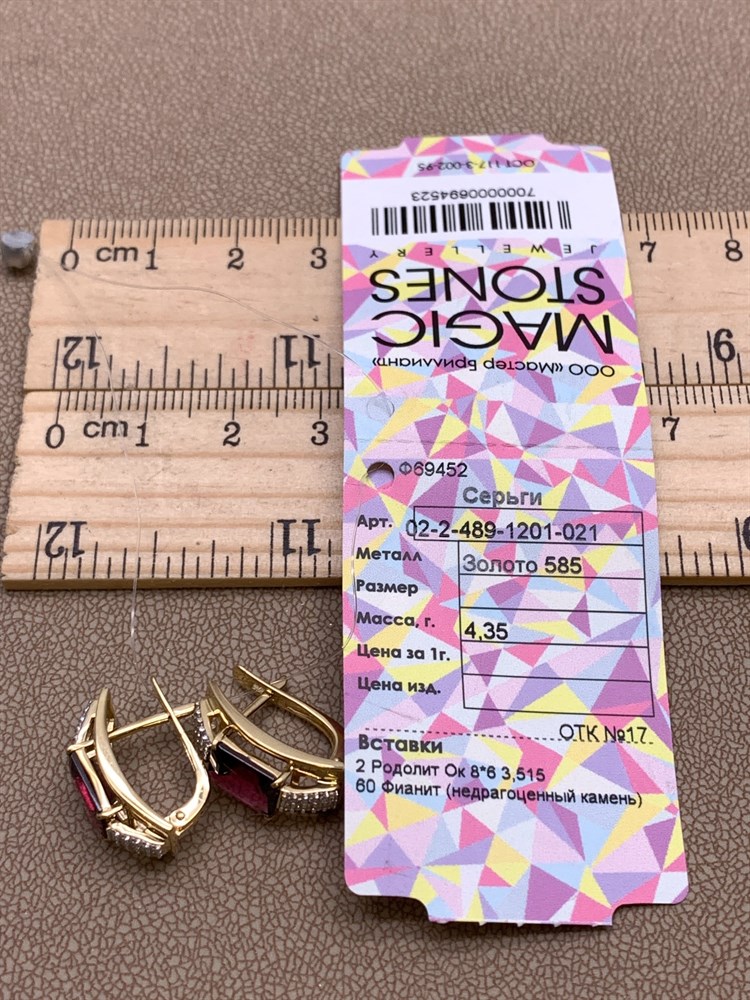 ОСТ 117-3-002-95
7000000694523
JEWELLERY
MAGIC
STONES
ООО «Мастер Бриллиант»
0 cm 1 2 3 7 8
12 11 6
0 cm 1 2 3 7
12 11 5
Ф69452
Серьги
Арт. 02-2-489-1201-021
Металл Золото 585
Размер
Масса, г. 4,35
Цена за 1г.
Цена изд.
ОТК №17
Вставки
2 Родолит Ок 8*6 3,515
60 Фианит (недрагоценный камень)